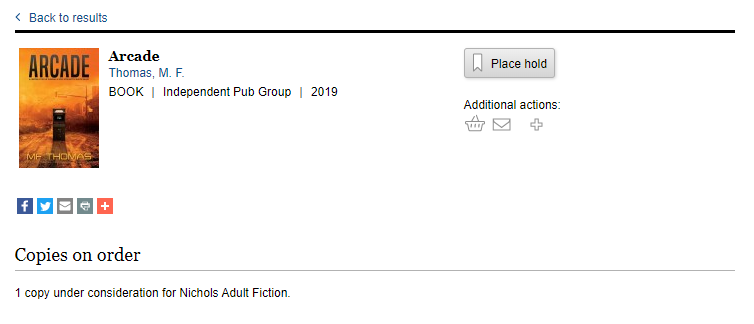 Back to results
ARCADE
MF THOMAS
Arcade
Thomas, M. F.
BOOK | Independent Pub Group | 2019
Place hold
Additional actions:
Copies on order
1 copy under consideration for Nichols Adult Fiction.